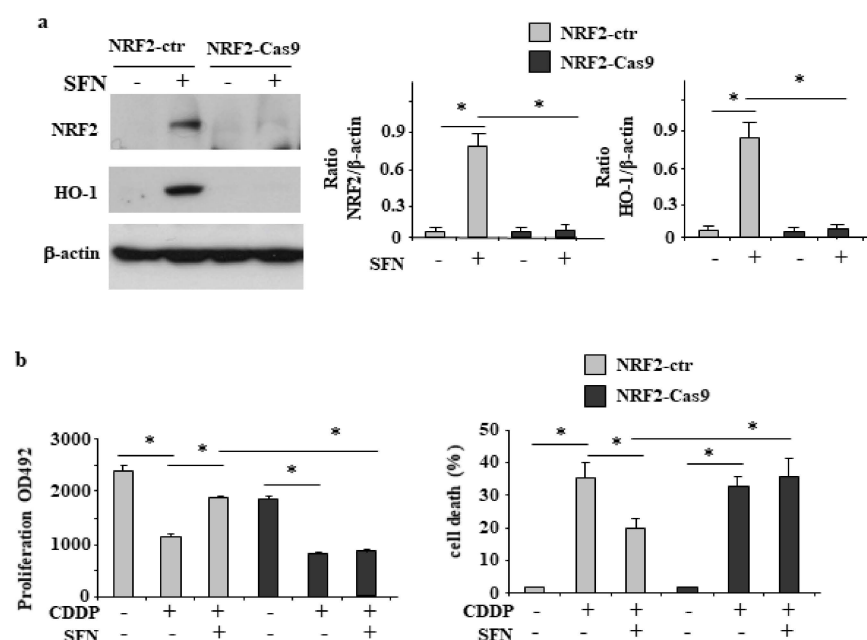 a
NRF2-ctr NRF2-Cas9
SFN - + - +
NRF2
HO-1
β-actin
NRF2-ctr
NRF2-Cas9
Ratio
NRF2/β-actin
0.9
0.6
0.3
0
* *
SFN - + - +
Ratio
HO-1/β-actin
0.9
0.6
0.3
0
* *
- + - +
b
Proliferation OD492
3000
2000
1000
0
* * * *
CDDP - + + - + +
SFN - - + - - +
NRF2-ctr
NRF2-Cas9
cell death (%)
50
40
30
20
10
0
* * * *
CDDP - + + - + +
SFN - - + - - +